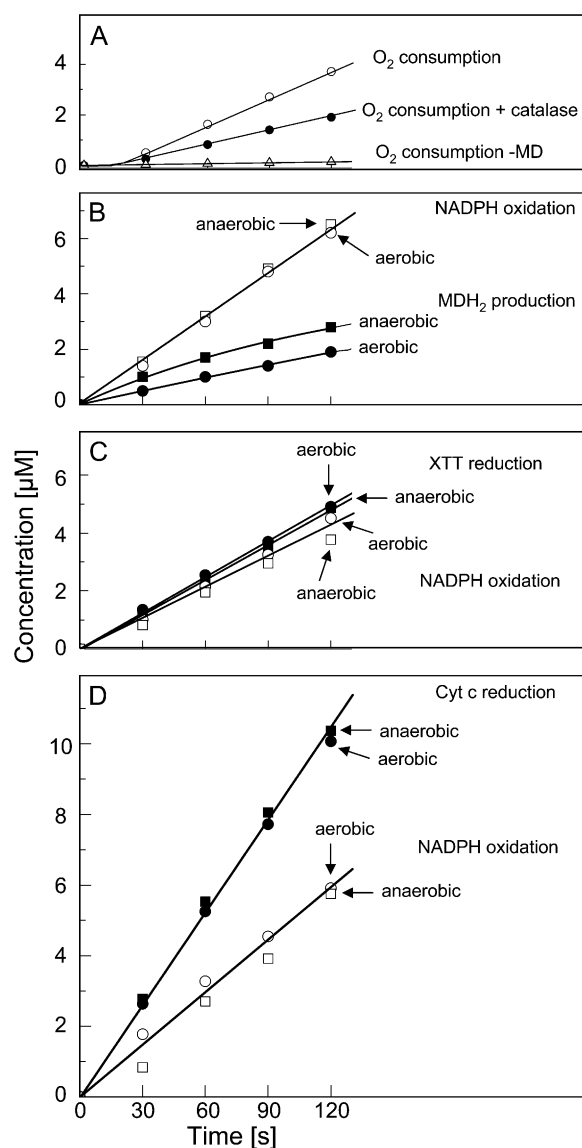 A
4
2
0
O2 consumption
O2 consumption + catalase
O2 consumption -MD
B
6
4
2
0
NADPH oxidation
anaerobic
aerobic
MDH2 production
anaerobic
aerobic
C
6
4
2
0
aerobic
XTT reduction
anaerobic
aerobic
NADPH oxidation
anaerobic
Concentration [µM]
D
10
8
6
4
2
0
Cyt c reduction
anaerobic
aerobic
aerobic
NADPH oxidation
anaerobic
0 30 60 90 120
Time [s]